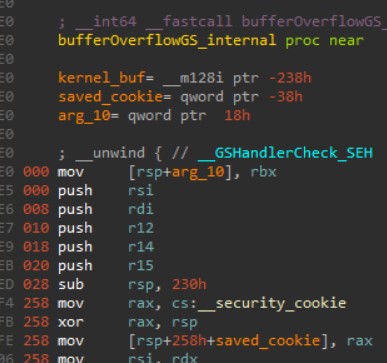 E0
E0 ; __int64 __fastcall bufferOverflowGS_
E0 bufferOverflowGS_internal proc near
E0
E0 kernel_buf= __m128i ptr -238h
E0 saved_cookie= qword ptr -38h
E0 arg_10= qword ptr  18h
E0
E0 ; __unwind { // __GSHandlerCheck_SEH
E0 000 mov     [rsp+arg_10], rbx
E5 000 push    rsi
E6 008 push    rdi
E7 010 push    r12
E9 018 push    r14
EB 020 push    r15
ED 028 sub     rsp, 230h
F4 258 mov     rax, cs:__security_cookie
FB 258 xor     rax, rsp
FE 258 mov     [rsp+258h+saved_cookie], rax
06 258 mov     rsi, rdx